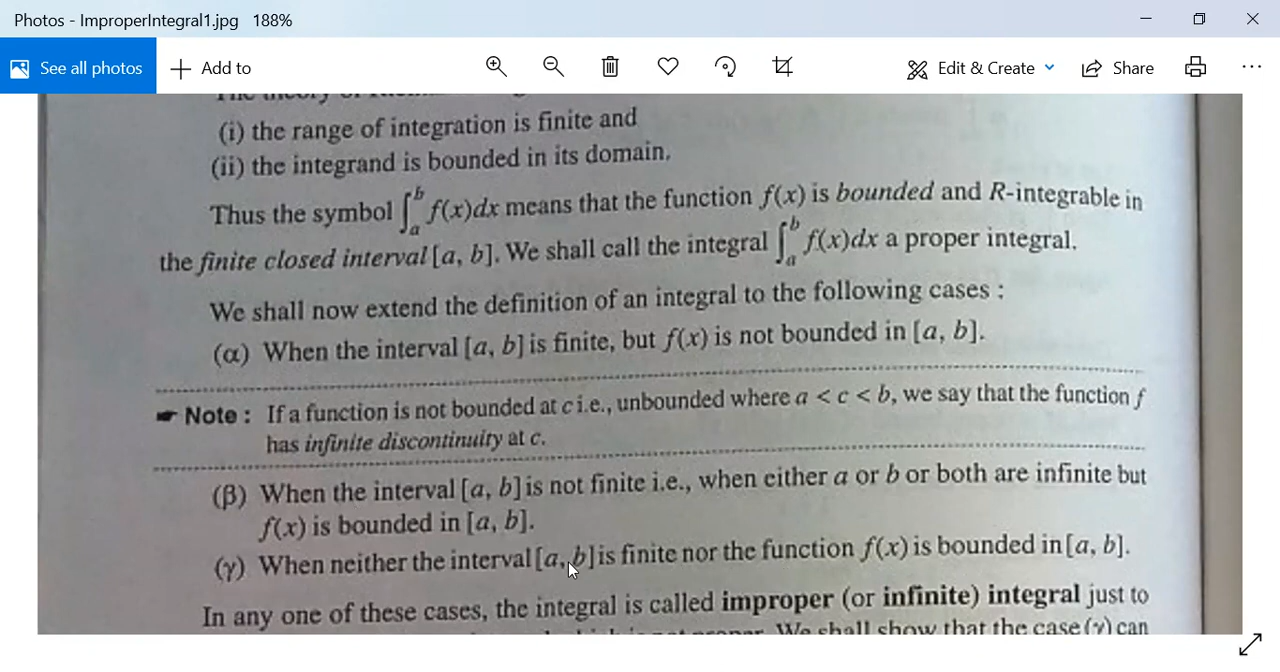 Photos - ImproperIntegral1.jpg 188%
See all photos
Add to
Edit & Create
Share
(i) the range of integration is finite and
(ii) the integrand is bounded in its domain.
Thus the symbol ∫_a^b f(x)dx means that the function f(x) is bounded and R-integrable in
the finite closed interval [a, b]. We shall call the integral ∫_a^b f(x)dx a proper integral.
We shall now extend the definition of an integral to the following cases :
(α) When the interval [a, b] is finite, but f(x) is not bounded in [a, b].
☛ Note : If a function is not bounded at c i.e., unbounded where a < c < b, we say that the function f
has infinite discontinuity at c.
(β) When the interval [a, b] is not finite i.e., when either a or b or both are infinite but
f(x) is bounded in [a, b].
(γ) When neither the interval [a, b] is finite nor the function f(x) is bounded in [a, b].
In any one of these cases, the integral is called improper (or infinite) integral just to
We shall show that the case (γ) can